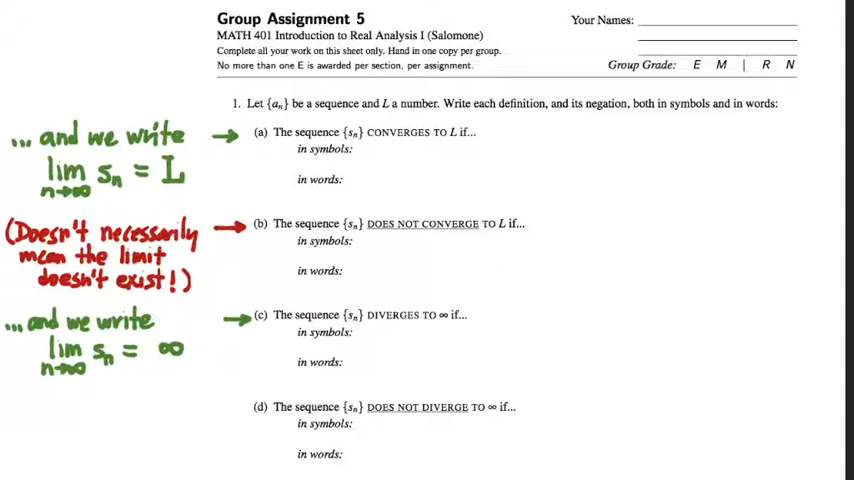 Group Assignment 5
Your Names:
MATH 401 Introduction to Real Analysis I (Salomone)
Complete all your work on this sheet only. Hand in one copy per group.
No more than one E is awarded per section, per assignment.
Group Grade: E M | R N
1. Let {aₙ} be a sequence and L a number. Write each definition, and its negation, both in symbols and in words:
... and we write
lim sₙ = L
n→∞
(a) The sequence {sₙ} CONVERGES TO L if...
in symbols:
in words:
(Doesn't necessarily
mean the limit
doesn't exist!)
(b) The sequence {sₙ} DOES NOT CONVERGE TO L if...
in symbols:
in words:
... and we write
lim sₙ = ∞
n→∞
(c) The sequence {sₙ} DIVERGES TO ∞ if...
in symbols:
in words:
(d) The sequence {sₙ} DOES NOT DIVERGE TO ∞ if...
in symbols:
in words: